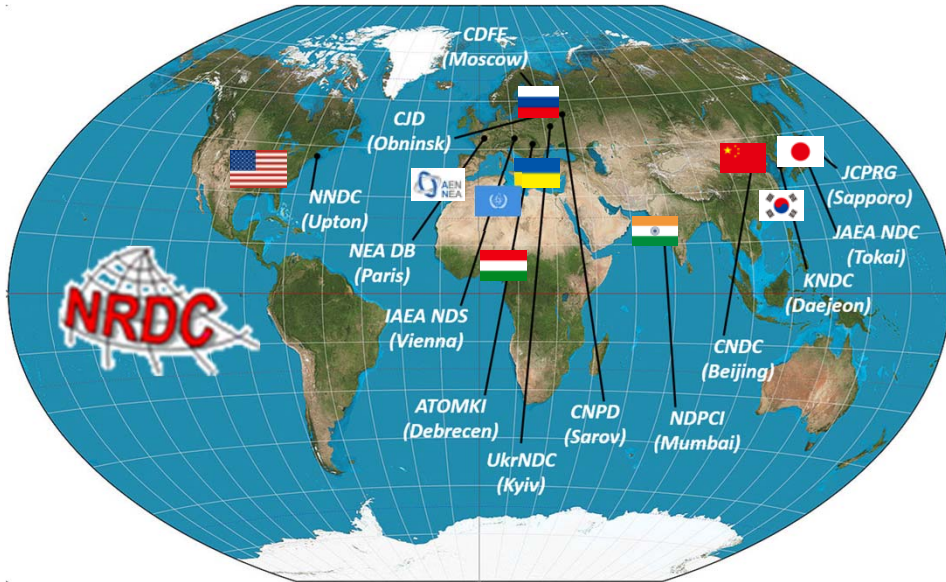 CDFE
(Moscow)
CJD
(Obninsk)
NNDC
(Upton)
AEN
NEA
NEA DB
(Paris)
IAEA NDS
(Vienna)
ATOMKI
(Debrecen)
UkrNDC
(Kyiv)
CNPD
(Sarov)
NDPCI
(Mumbai)
CNDC
(Beijing)
KNDC
(Daejeon)
JAEA NDC
(Tokai)
JCPRG
(Sapporo)
NRDC